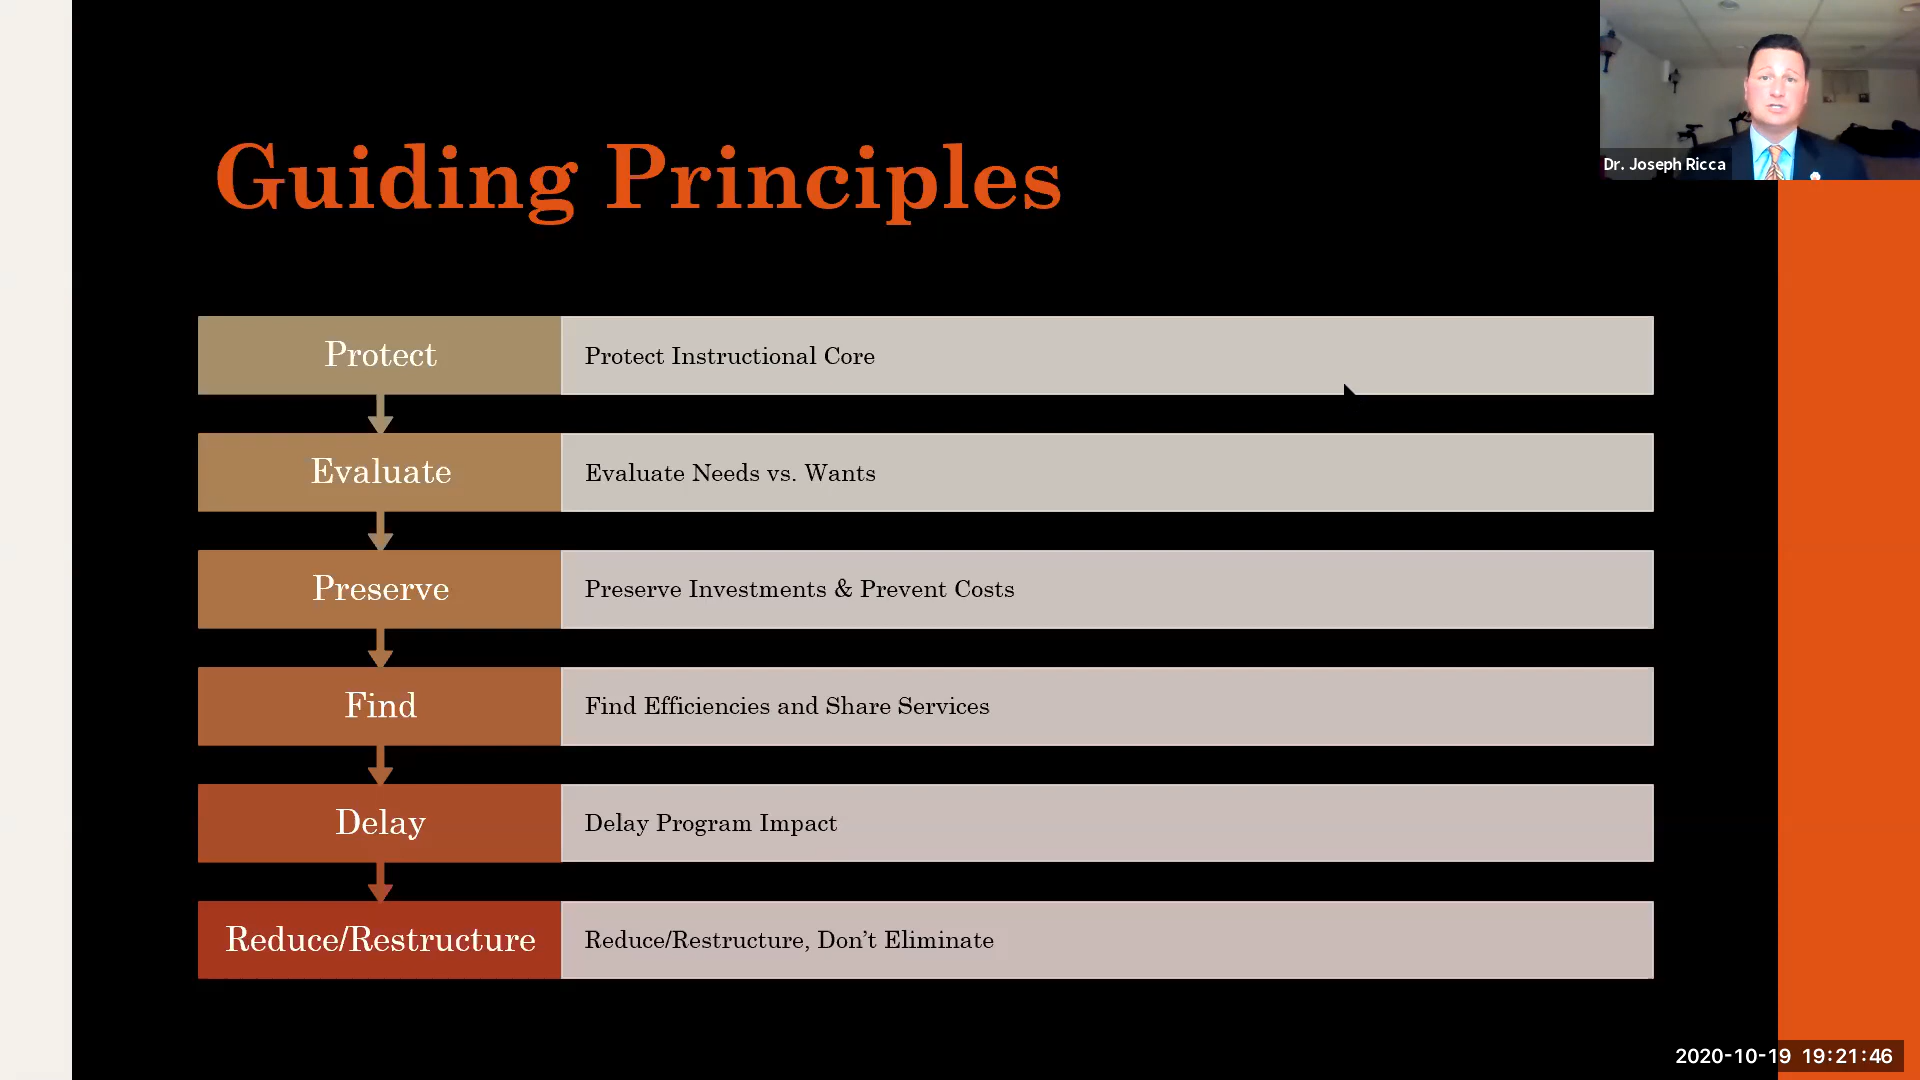 Guiding Principles
Dr. Joseph Ricca
Protect
Protect Instructional Core
Evaluate
Evaluate Needs vs. Wants
Preserve
Preserve Investments & Prevent Costs
Find
Find Efficiencies and Share Services
Delay
Delay Program Impact
Reduce/Restructure
Reduce/Restructure, Don’t Eliminate
2020-10-19 19:21:46